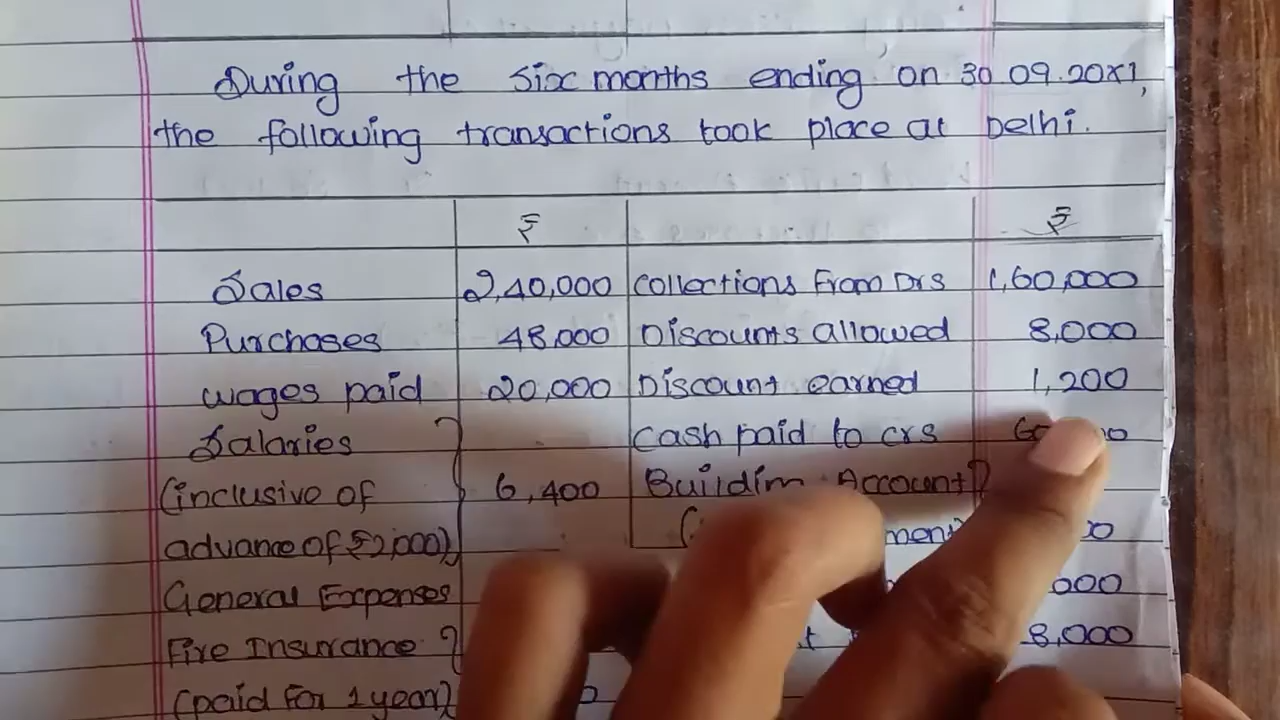 During the six months ending on 30 09.20X1,
the following transactions took place at Delhi.
₹ ₹
Sales 2,40,000 Collections From Drs 1,60,000
Purchases 48,000 Discounts allowed 8,000
wages paid 20,000 Discount earned 1,200
Salaries Cash paid to crs
(inclusive of 6,400 Account
advance of ₹2,000)
General Expenses
Fire Insurance 8,000
(paid for 1 year)